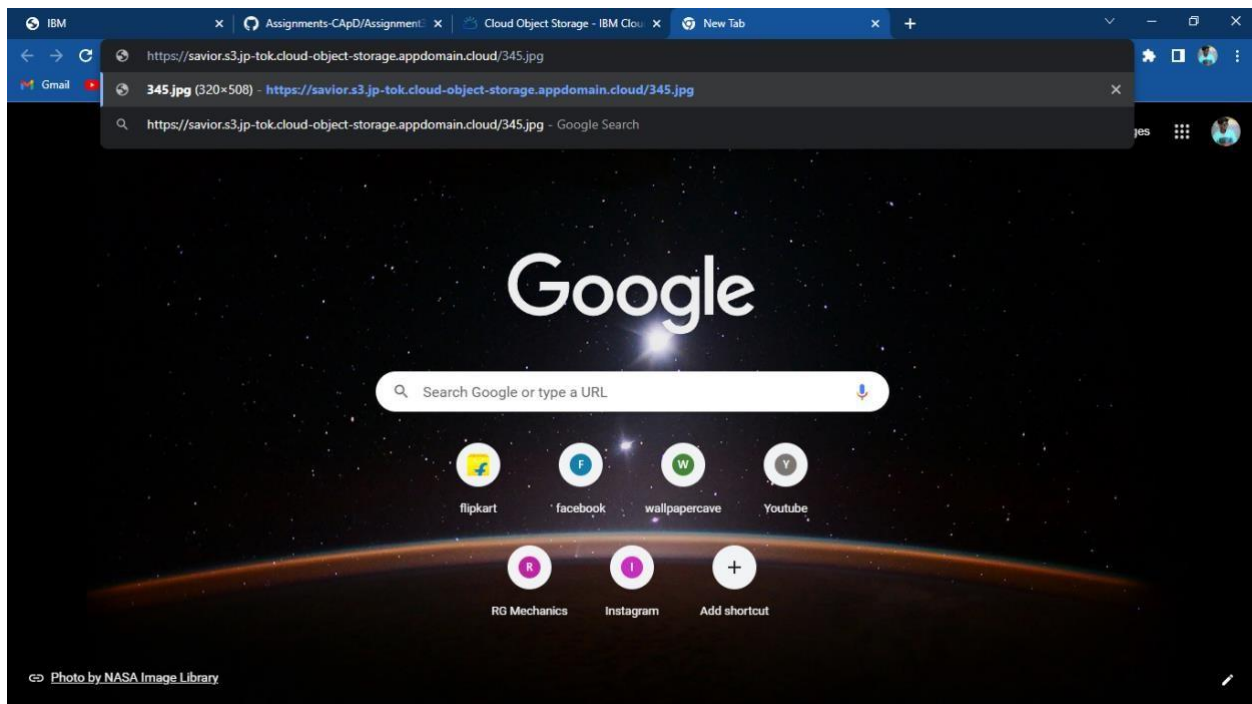 IBM Assignments-CApD/Assignment3 Cloud Object Storage - IBM Clou New Tab
https://savior.s3.jp-tok.cloud-object-storage.appdomain.cloud/345.jpg
Gmail 345.jpg (320×508) - https://savior.s3.jp-tok.cloud-object-storage.appdomain.cloud/345.jpg
https://savior.s3.jp-tok.cloud-object-storage.appdomain.cloud/345.jpg - Google Search
Google
Search Google or type a URL
F W Y
flipkart facebook wallpapercave Youtube
R I
RG Mechanics Instagram Add shortcut
Photo by NASA Image Library